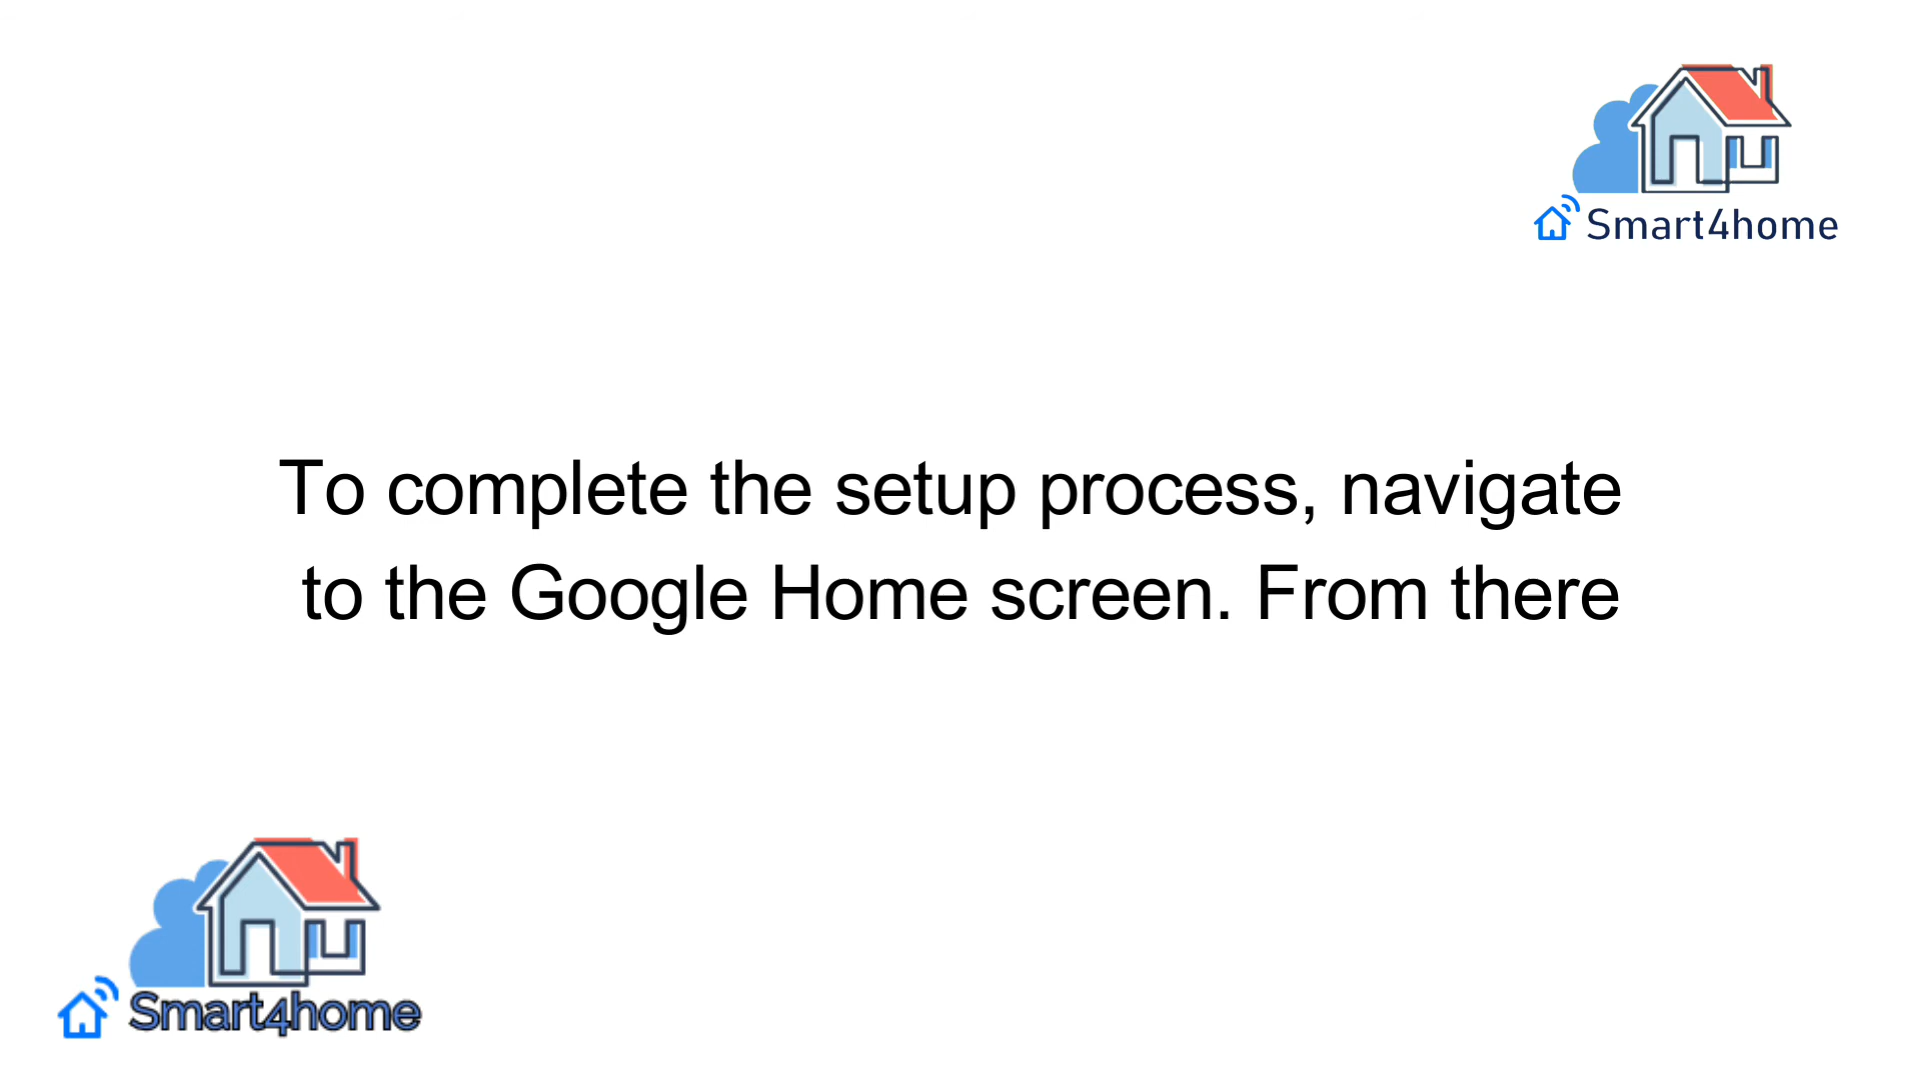 Smart4home
To complete the setup process, navigate
to the Google Home screen. From there
Smart4home